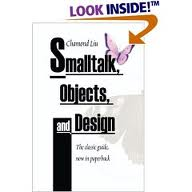 LOOK INSIDE!
Chamond Liu
Smalltalk,
Objects,
and Design
The classic guide,
now in paperback